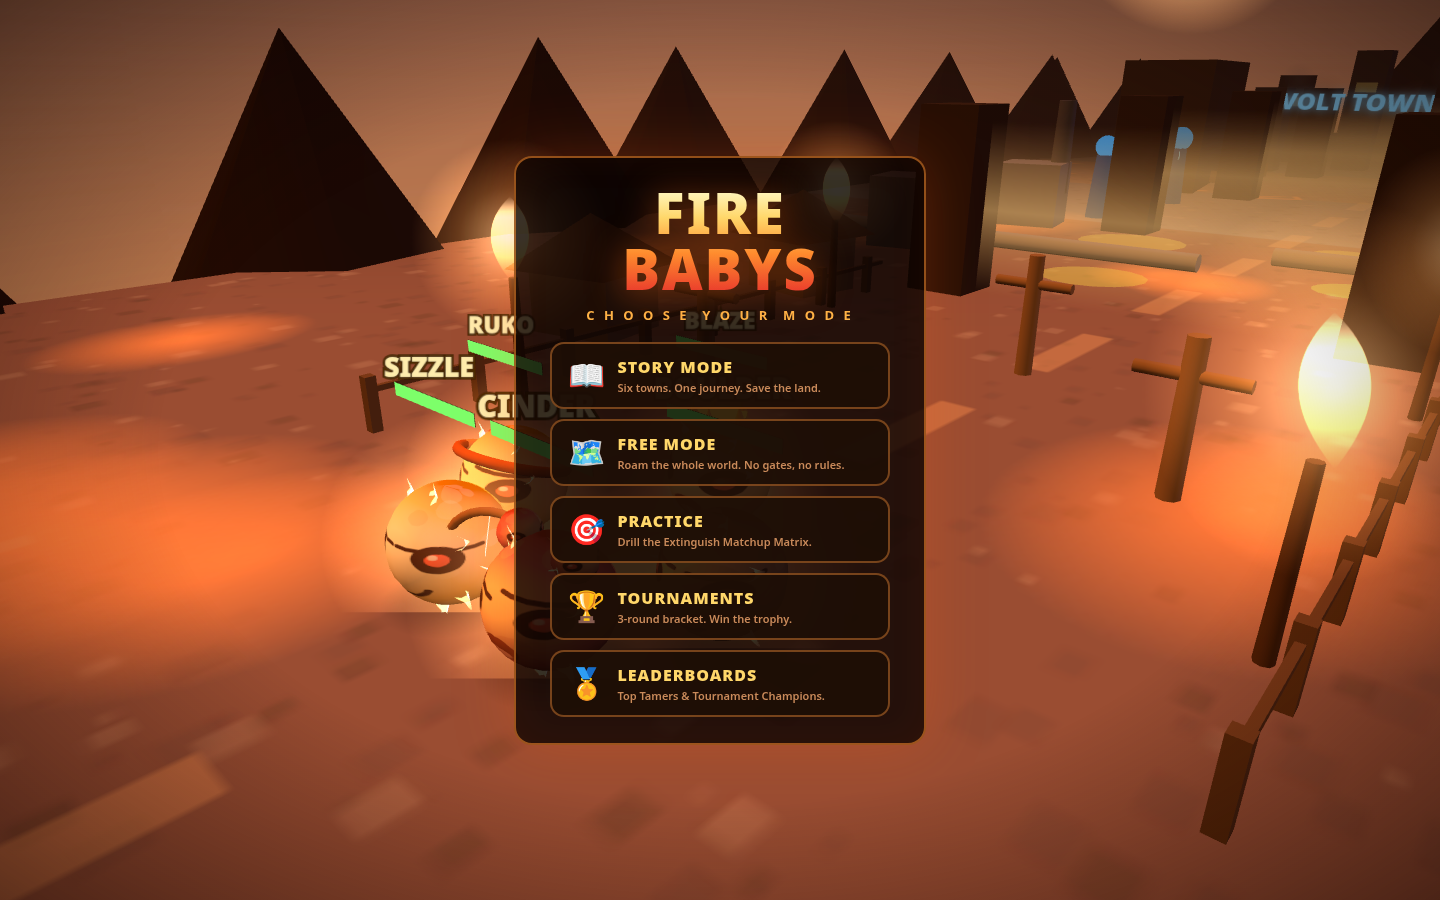 VOLT TOWN
FIRE
BABYS
CHOOSE YOUR MODE
RUKO
BLAZE
SIZZLE
CINDER
STORY MODE
Six towns. One journey. Save the land.
FREE MODE
Roam the whole world. No gates, no rules.
PRACTICE
Drill the Extinguish Matchup Matrix.
TOURNAMENTS
3-round bracket. Win the trophy.
LEADERBOARDS
Top Tamers & Tournament Champions.